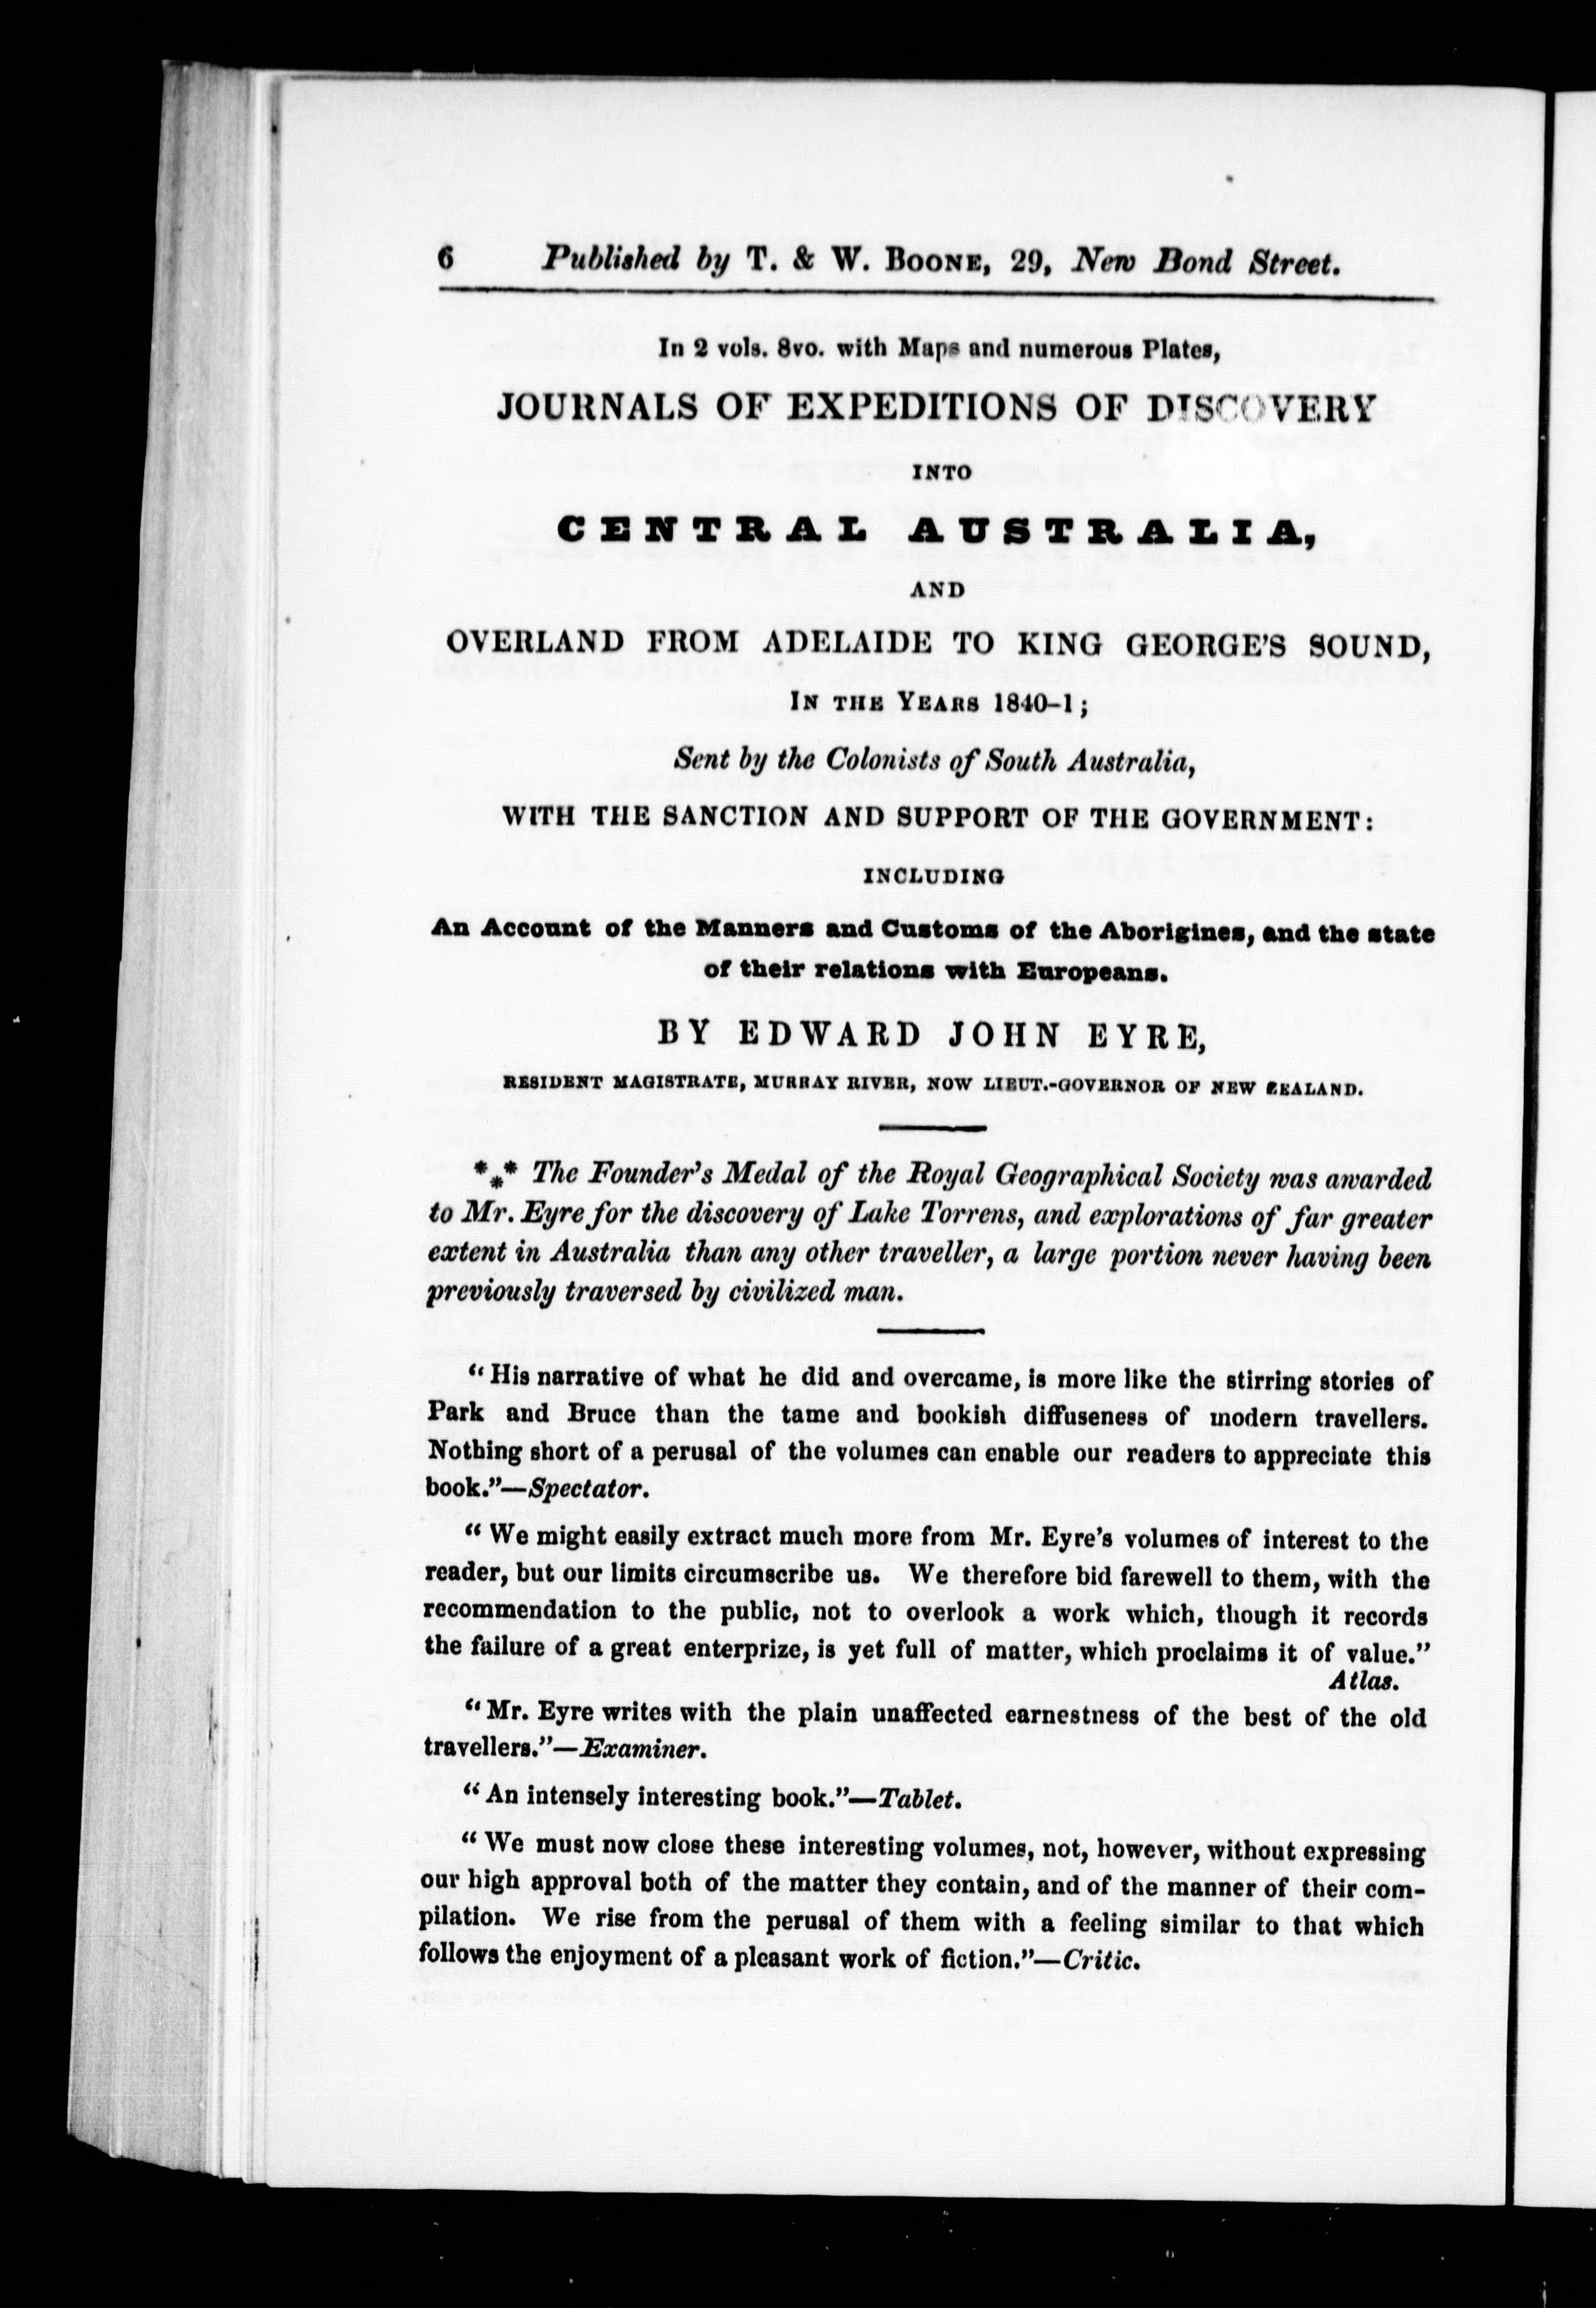 6 Published by T. & W. BOONE, 29, New Bond Street.
In 2 vols. 8vo. with Maps and numerous Plates,
JOURNALS OF EXPEDITIONS OF DISCOVERY
INTO
CENTRAL AUSTRALIA,
AND
OVERLAND FROM ADELAIDE TO KING GEORGE'S SOUND,
IN THE YEARS 1840–1;
Sent by the Colonists of South Australia,
WITH THE SANCTION AND SUPPORT OF THE GOVERNMENT:
INCLUDING
An Account of the Manners and Customs of the Aborigines, and the state
of their relations with Europeans.
BY EDWARD JOHN EYRE,
RESIDENT MAGISTRATE, MURRAY RIVER, NOW LIEUT.-GOVERNOR OF NEW ZEALAND.
*⁎* The Founder's Medal of the Royal Geographical Society was awarded
to Mr. Eyre for the discovery of Lake Torrens, and explorations of far greater
extent in Australia than any other traveller, a large portion never having been
previously traversed by civilized man.
"His narrative of what he did and overcame, is more like the stirring stories of
Park and Bruce than the tame and bookish diffuseness of modern travellers.
Nothing short of a perusal of the volumes can enable our readers to appreciate this
book."—Spectator.
"We might easily extract much more from Mr. Eyre's volumes of interest to the
reader, but our limits circumscribe us. We therefore bid farewell to them, with the
recommendation to the public, not to overlook a work which, though it records
the failure of a great enterprize, is yet full of matter, which proclaims it of value."
Atlas.
"Mr. Eyre writes with the plain unaffected earnestness of the best of the old
travellers."—Examiner.
"An intensely interesting book."—Tablet.
"We must now close these interesting volumes, not, however, without expressing
our high approval both of the matter they contain, and of the manner of their com-
pilation. We rise from the perusal of them with a feeling similar to that which
follows the enjoyment of a pleasant work of fiction."—Critic.